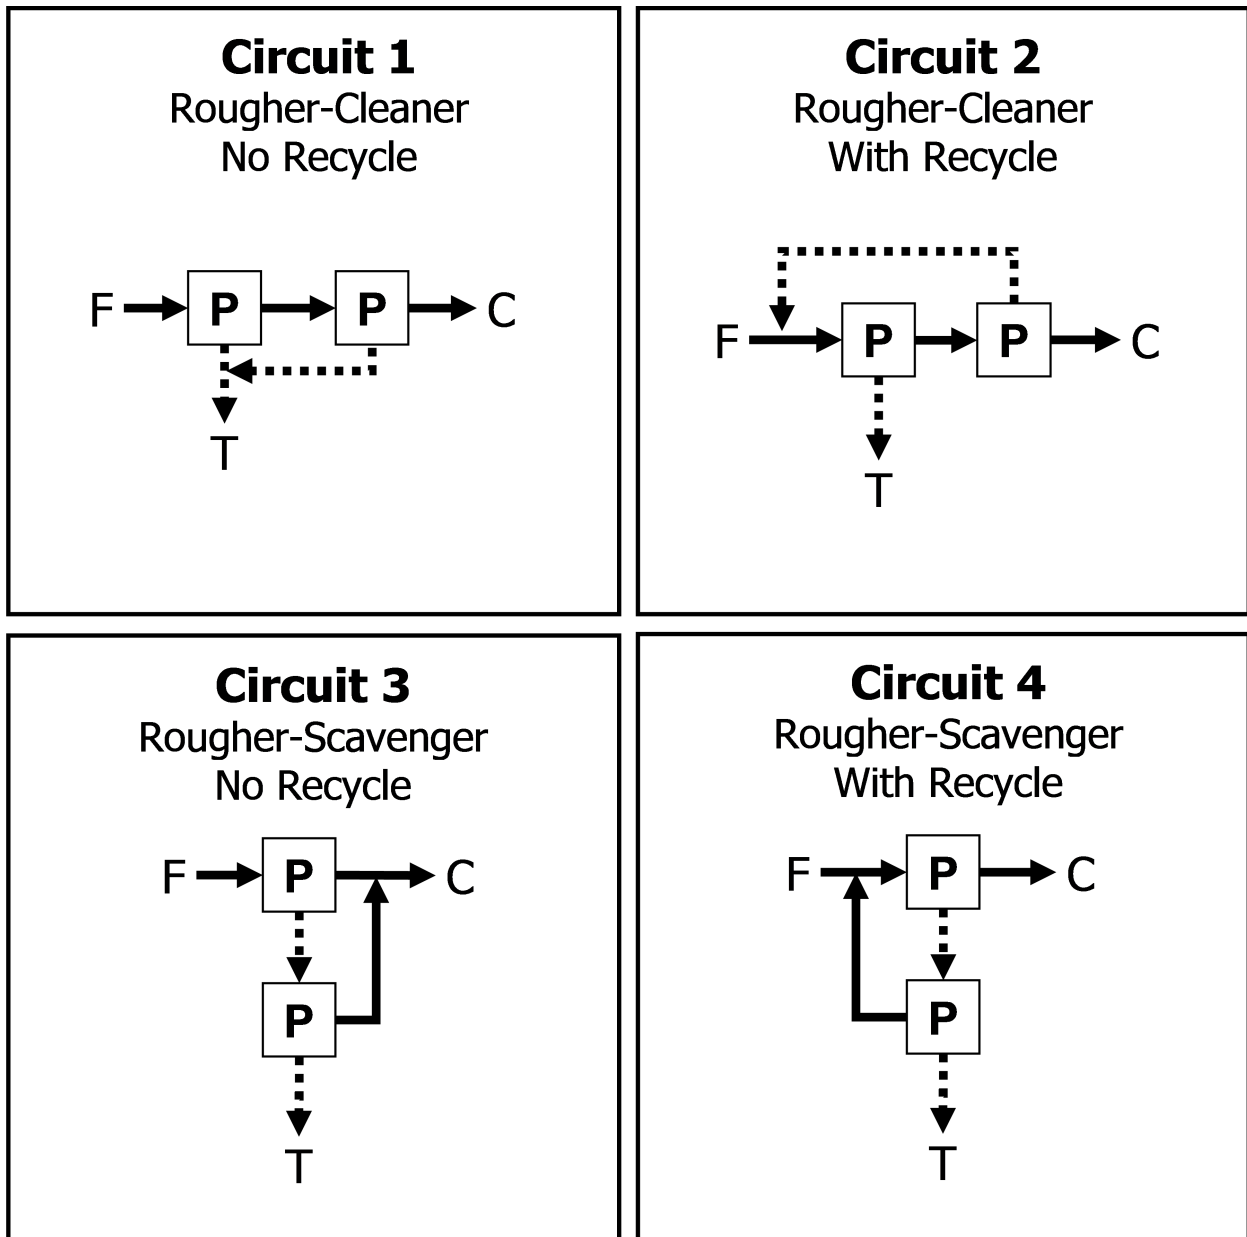 Circuit 1
Rougher-Cleaner
No Recycle
F P P C
T
Circuit 2
Rougher-Cleaner
With Recycle
F P P C
T
Circuit 3
Rougher-Scavenger
No Recycle
F P C
P
T
Circuit 4
Rougher-Scavenger
With Recycle
F P C
P
T